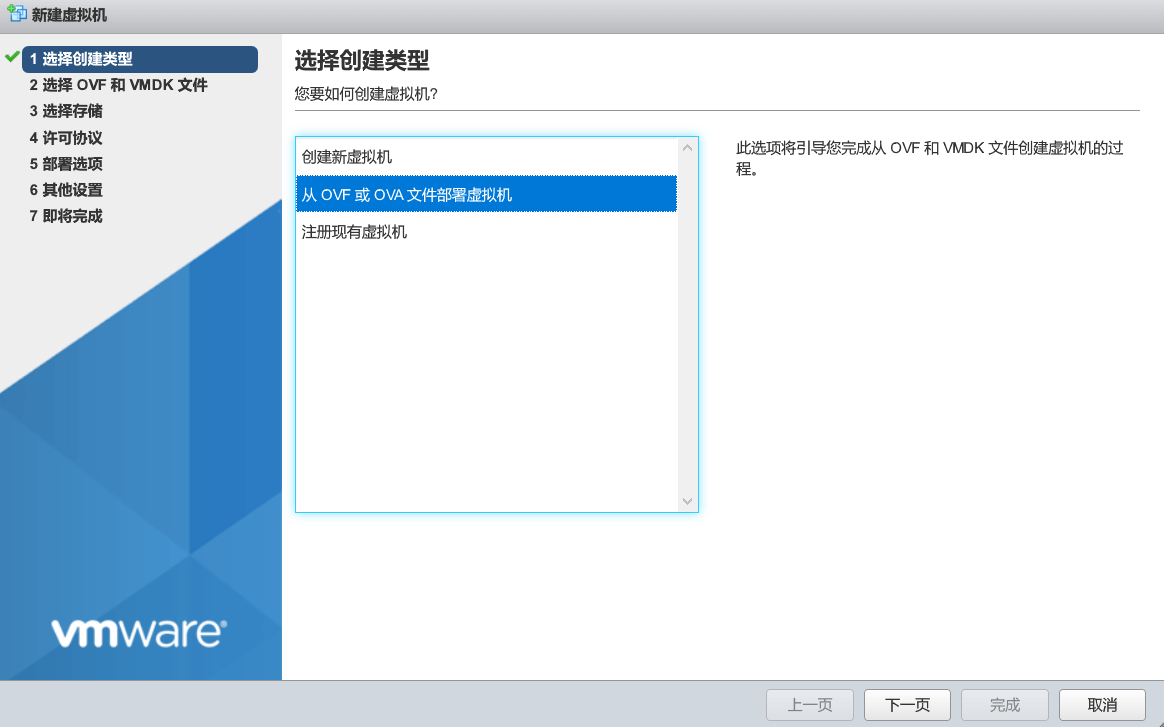 新建虚拟机
1 选择创建类型
2 选择 OVF 和 VMDK 文件
3 选择存储
4 许可协议
5 部署选项
6 其他设置
7 即将完成
vmware®
选择创建类型
您要如何创建虚拟机?
创建新虚拟机
从 OVF 或 OVA 文件部署虚拟机
注册现有虚拟机
此选项将引导您完成从 OVF 和 VMDK 文件创建虚拟机的过
程。
上一页
下一页
完成
取消